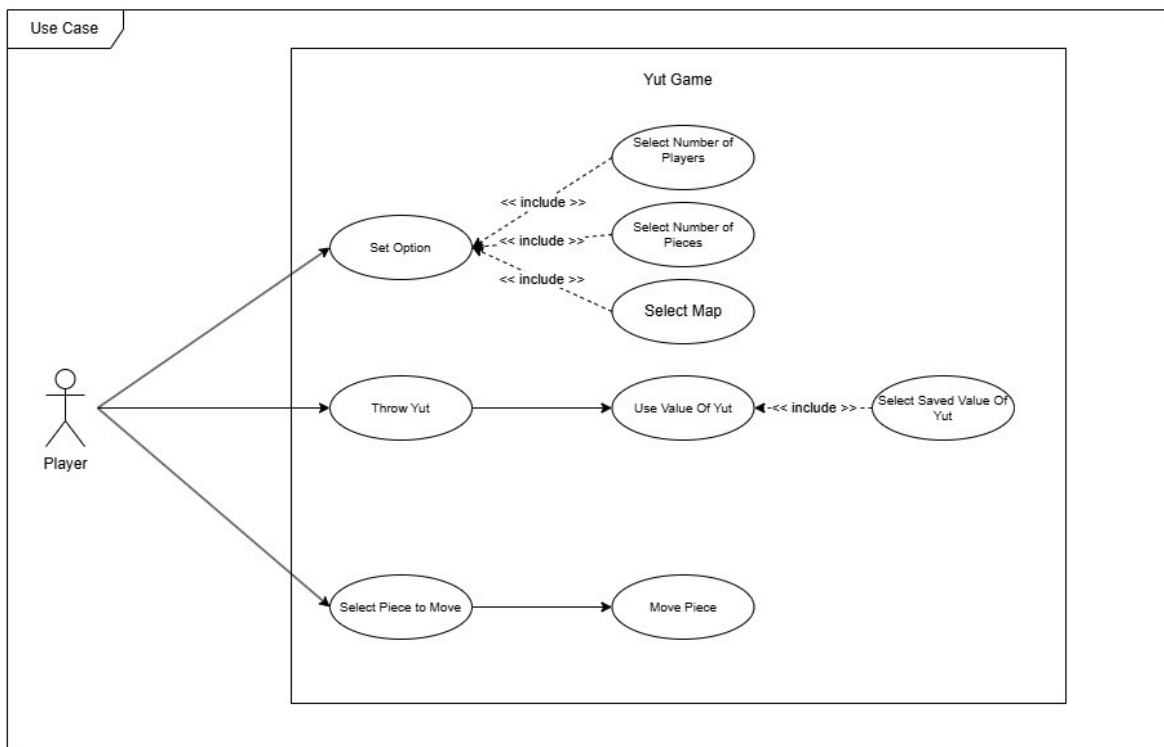 Use Case
Yut Game
Select Number of
Players
<< include >>
Set Option
<< include >>
Select Number of
Pieces
<< include >>
Select Map
Player
Throw Yut
Use Value Of Yut
<< include >>
Select Saved Value Of
Yut
Select Piece to Move
Move Piece